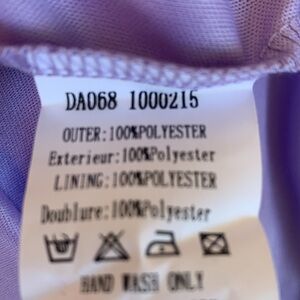 DA068 1000215
OUTER:100%POLYESTER
Exterieur:100%Polyester
LINING:100%POLYESTER
Doublure:100%Polyester
HAND WASH ONLY